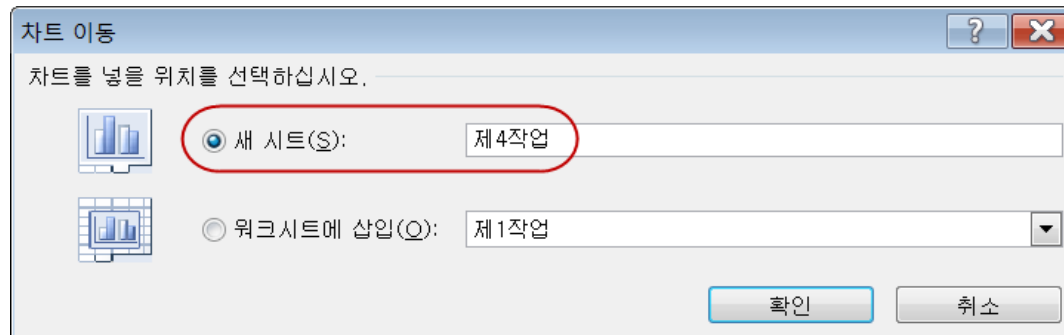 차트 이동
차트를 넣을 위치를 선택하십시오.
새 시트(S): 제4작업
워크시트에 삽입(O): 제1작업
확인 취소